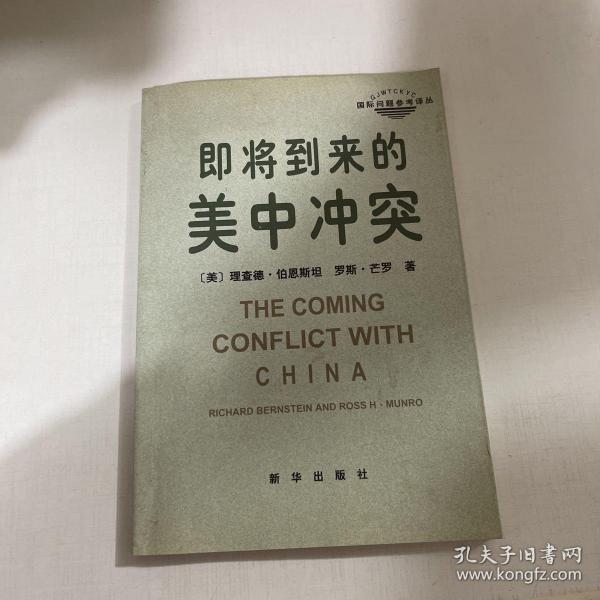 GJWTCKYC
国际问题参考译丛
即将到来的
美中冲突
〔美〕理查德·伯恩斯坦 罗斯·芒罗 著
THE COMING
CONFLICT WITH
CHINA
RICHARD BERNSTEIN AND ROSS H·MUNRO
新华出版社
孔夫子旧书网
www.kongfz.com